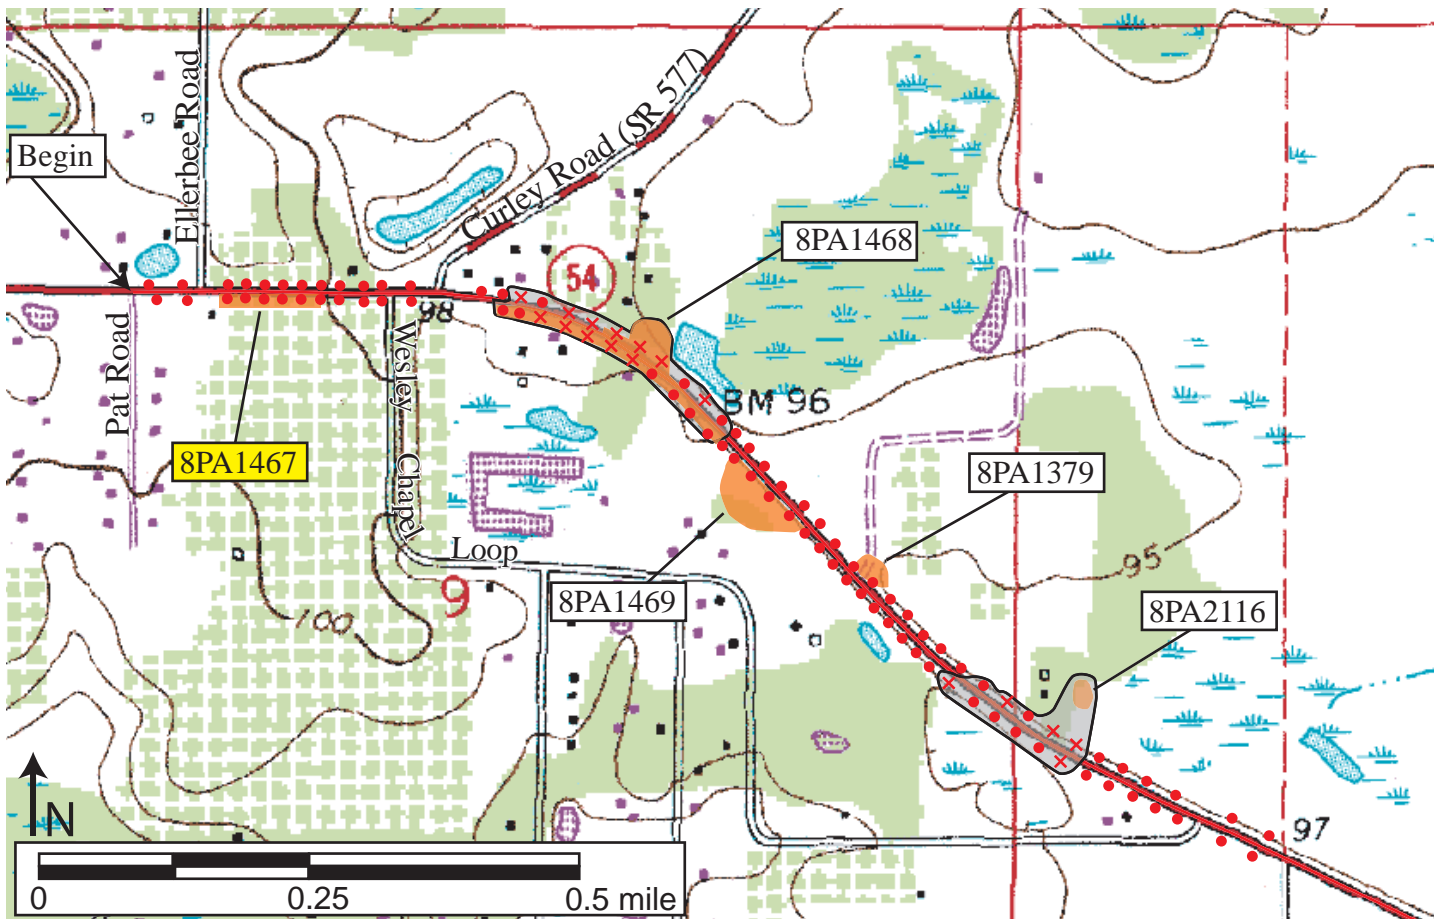 Ellerbee Road
Curley Road (SR 577)
Begin
8PA1468
54
98
Pat Road
Wesley Chapel
Loop
BM 96
8PA1467
8PA1379
95
8PA1469
9
8PA2116
100
N
97
0 0.25 0.5 mile